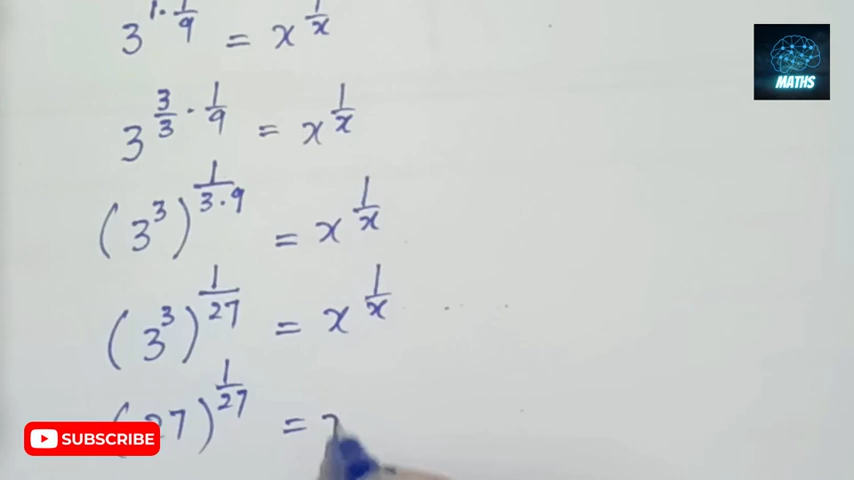 3^{1·1/9} = x^{1/x}
3^{3/3·1/9} = x^{1/x}
MATHS
(3^3)^{1/3·9} = x^{1/x}
(3^3)^{1/27} = x^{1/x}
(27)^{1/27} =
SUBSCRIBE